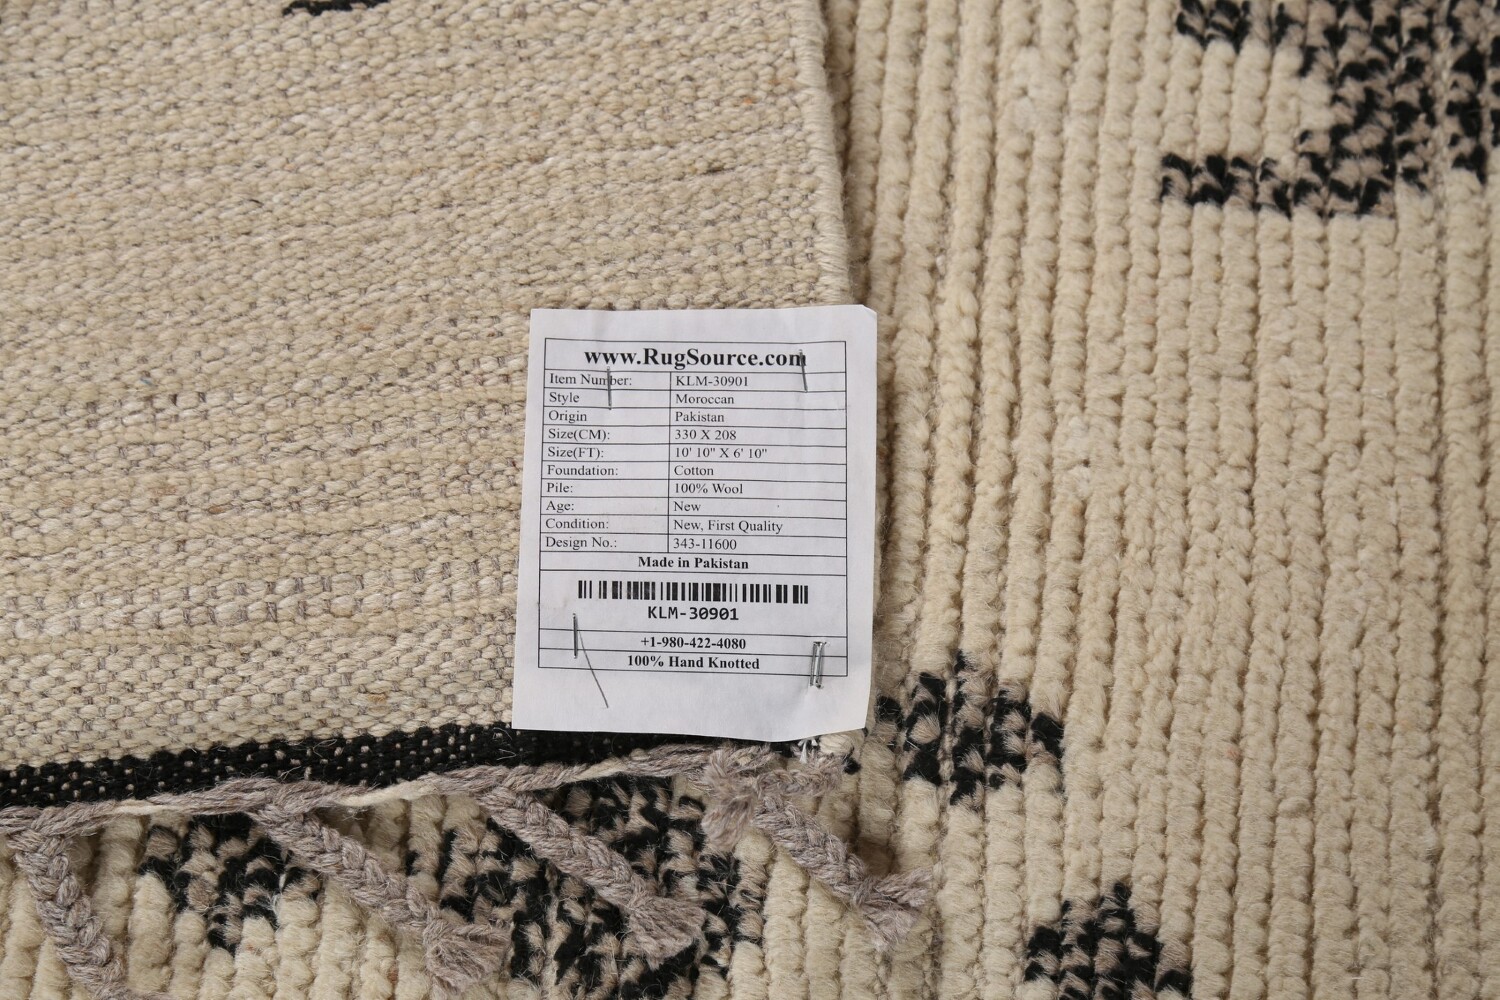 www.RugSource.com
Item Number: KLM-30901
Style Moroccan
Origin Pakistan
Size(CM): 330 X 208
Size(FT): 10' 10" X 6' 10"
Foundation: Cotton
Pile: 100% Wool
Age: New
Condition: New, First Quality
Design No.: 343-11600
Made in Pakistan
KLM-30901
+1-980-422-4080
100% Hand Knotted